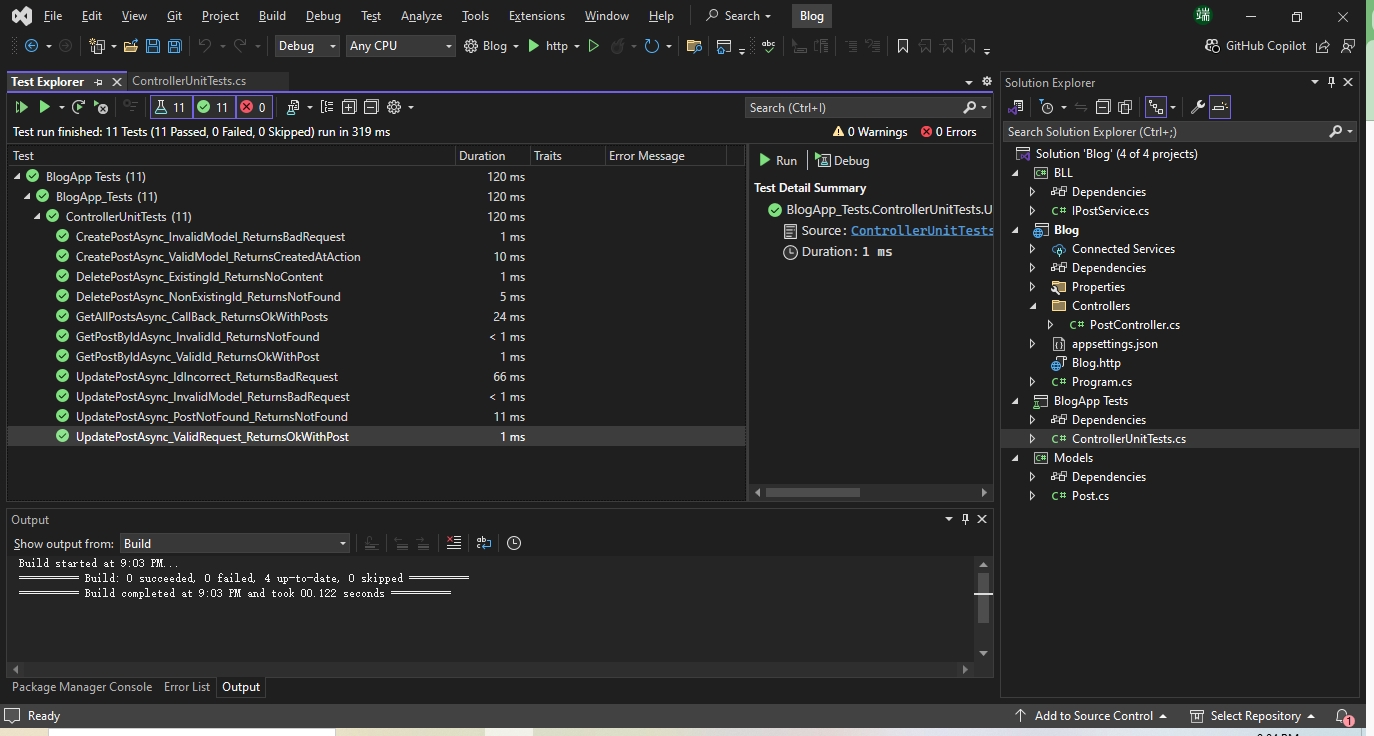 File Edit View Git Project Build Debug Test Analyze Tools Extensions Window Help Search Blog 端
Debug Any CPU Blog http abc GitHub Copilot
Test Explorer ControllerUnitTests.cs
11 11 0 Search (Ctrl+I)
Test run finished: 11 Tests (11 Passed, 0 Failed, 0 Skipped) run in 319 ms 0 Warnings 0 Errors
Test Duration Traits Error Message
BlogApp Tests (11) 120 ms
BlogApp_Tests (11) 120 ms
ControllerUnitTests (11) 120 ms
CreatePostAsync_InvalidModel_ReturnsBadRequest 1 ms
CreatePostAsync_ValidModel_ReturnsCreatedAtAction 10 ms
DeletePostAsync_ExistingId_ReturnsNoContent 1 ms
DeletePostAsync_NonExistingId_ReturnsNotFound 5 ms
GetAllPostsAsync_CallBack_ReturnsOkWithPosts 24 ms
GetPostByIdAsync_InvalidId_ReturnsNotFound < 1 ms
GetPostByIdAsync_ValidId_ReturnsOkWithPost 1 ms
UpdatePostAsync_IdIncorrect_ReturnsBadRequest 66 ms
UpdatePostAsync_InvalidModel_ReturnsBadRequest < 1 ms
UpdatePostAsync_PostNotFound_ReturnsNotFound 11 ms
UpdatePostAsync_ValidRequest_ReturnsOkWithPost 1 ms
Run Debug
Test Detail Summary
BlogApp_Tests.ControllerUnitTests.U
Source: ControllerUnitTests
Duration: 1 ms
Output
Show output from: Build
Build started at 9:03 PM...
========== Build: 0 succeeded, 0 failed, 4 up-to-date, 0 skipped ==========
========== Build completed at 9:03 PM and took 00.122 seconds ==========
Package Manager Console Error List Output
Solution Explorer
Search Solution Explorer (Ctrl+;)
Solution 'Blog' (4 of 4 projects)
C# BLL
Dependencies
C# IPostService.cs
Blog
Connected Services
Dependencies
Properties
Controllers
C# PostController.cs
appsettings.json
Blog.http
C# Program.cs
BlogApp Tests
Dependencies
C# ControllerUnitTests.cs
C# Models
Dependencies
C# Post.cs
Ready Add to Source Control Select Repository 1